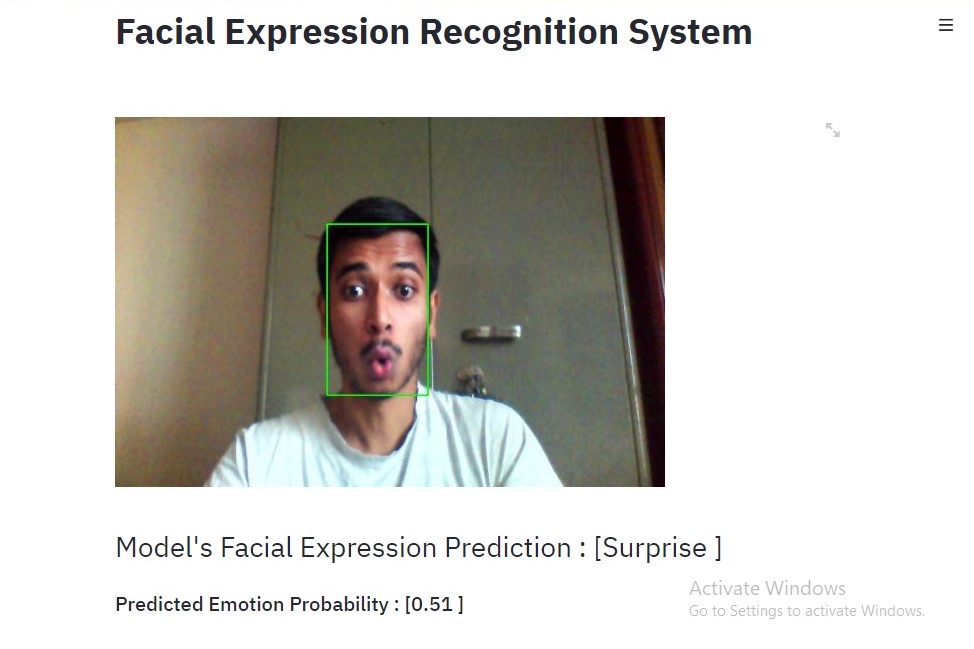 Facial Expression Recognition System
Model's Facial Expression Prediction : [Surprise ]
Predicted Emotion Probability : [0.51 ]
Activate Windows
Go to Settings to activate Windows.